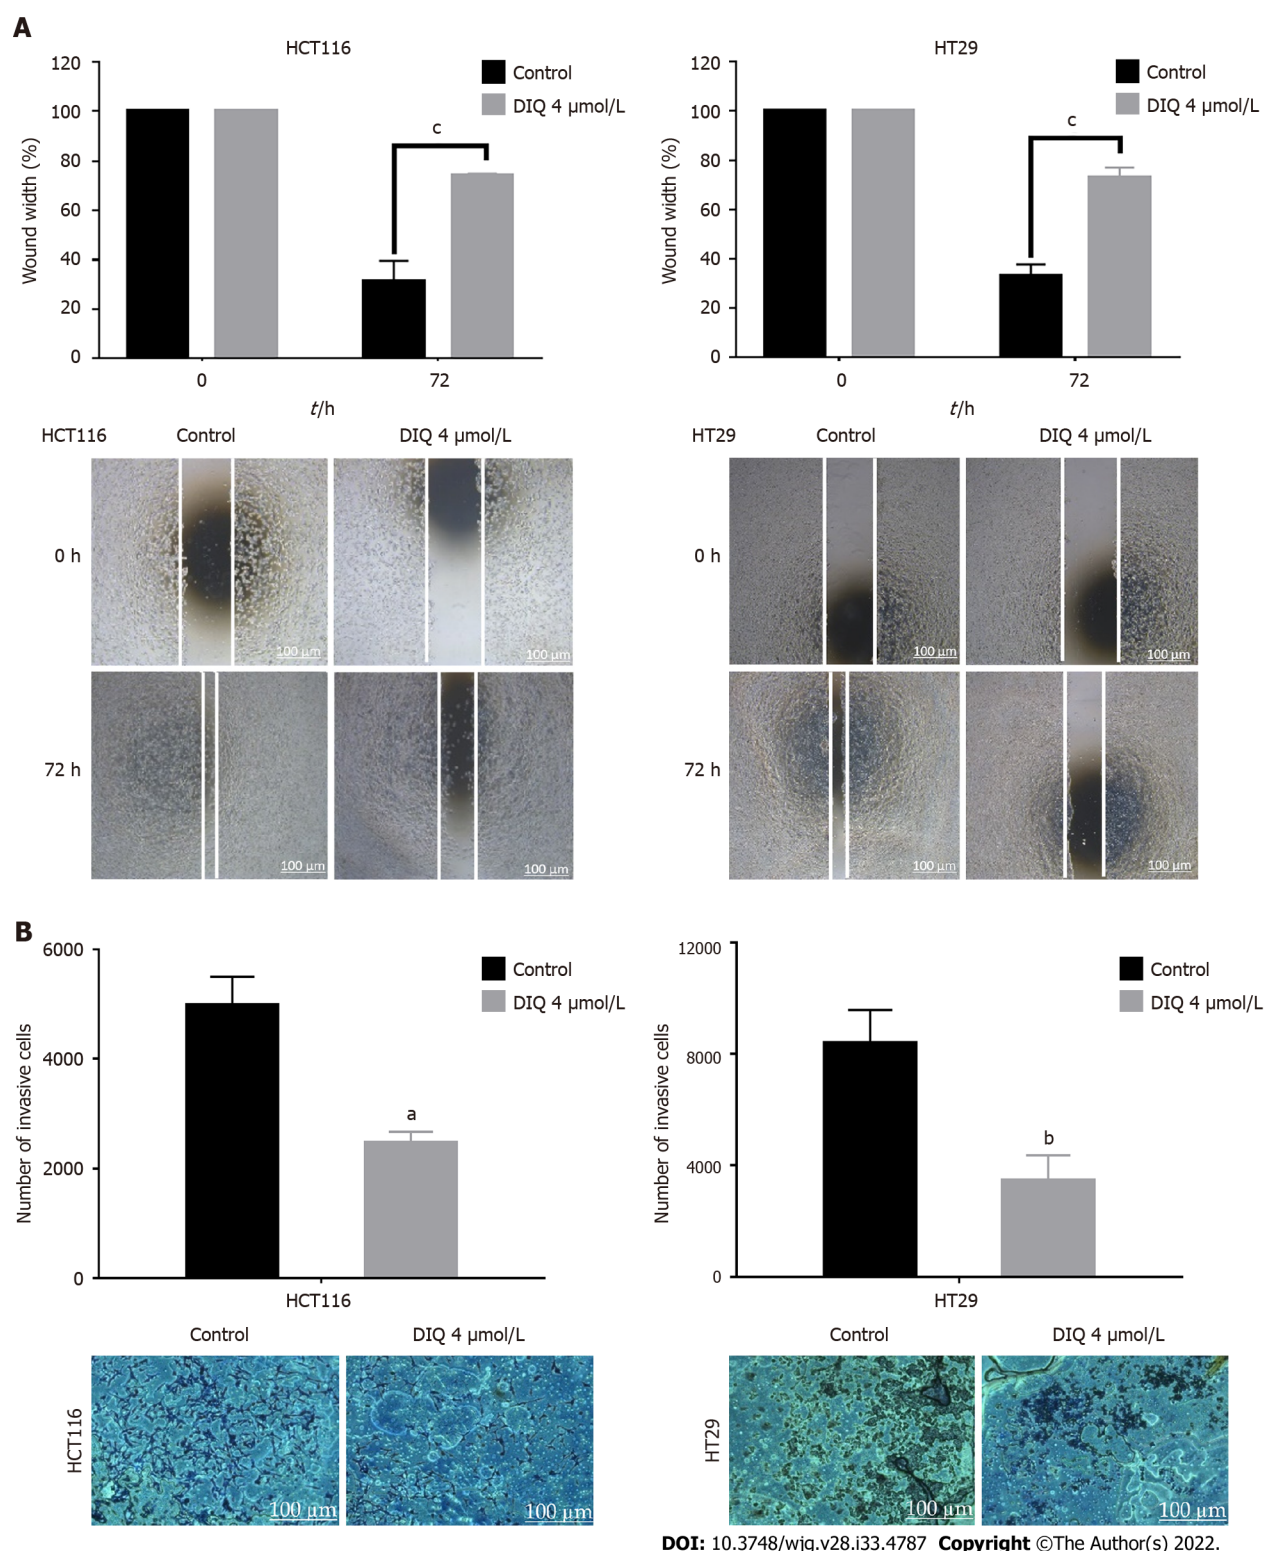 A
HCT116
Control
DIQ 4 µmol/L
c
Wound width (%)
120
100
80
60
40
20
0
0
72
t/h
HT29
Control
DIQ 4 µmol/L
c
Wound width (%)
120
100
80
60
40
20
0
0
72
t/h
HCT116 Control DIQ 4 µmol/L
0 h
100 µm
100 µm
72 h
100 µm
100 µm
HT29 Control DIQ 4 µmol/L
0 h
100 µm
100 µm
72 h
100 µm
100 µm
B
Number of invasive cells
6000
4000
2000
0
Control
DIQ 4 µmol/L
a
HCT116
Number of invasive cells
12000
8000
4000
0
Control
DIQ 4 µmol/L
b
HT29
Control DIQ 4 µmol/L
HCT116
100 µm
100 µm
Control DIQ 4 µmol/L
HT29
100 µm
100 µm
DOI: 10.3748/wjg.v28.i33.4787 Copyright ©The Author(s) 2022.